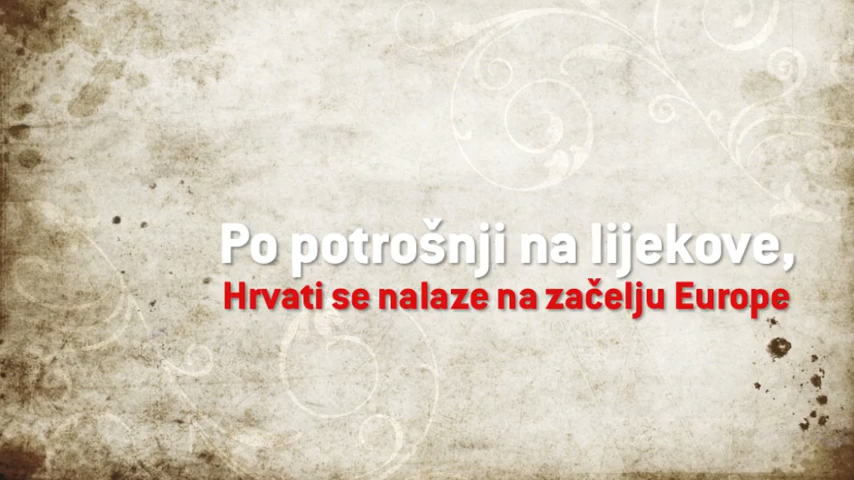 Po potrošnji na lijekove,
Hrvati se nalaze na začelju Europe